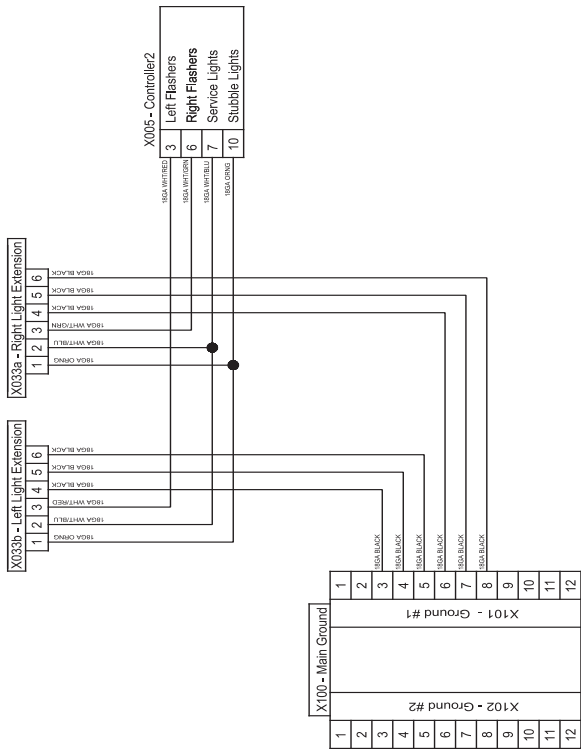 X005 - Controller2
3 Left Flashers
6 Right Flashers
7 Service Lights
10 Stubble Lights
18GA WHT/RED
18GA WHT/GRN
18GA WHT/BLU
18GA ORNG
X033a - Right Light Extension
1 2 3 4 5 6
18GA ORNG
18GA WHT/BLU
18GA WHT/GRN
18GA BLACK
18GA BLACK
18GA BLACK
X033b - Left Light Extension
1 2 3 4 5 6
18GA ORNG
18GA WHT/BLU
18GA WHT/RED
18GA BLACK
18GA BLACK
18GA BLACK
18GA BLACK
18GA BLACK
18GA BLACK
18GA BLACK
18GA BLACK
18GA BLACK
X100 - Main Ground
X101 - Ground #1
1
2
3
4
5
6
7
8
9
10
11
12
X102 - Ground #2
1
2
3
4
5
6
7
8
9
10
11
12